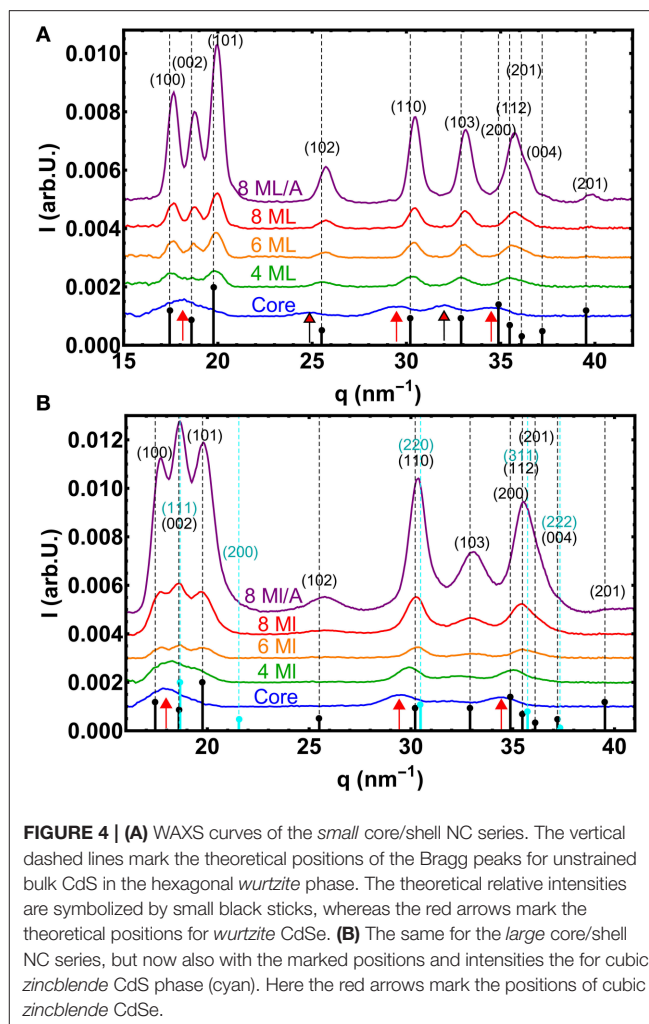 A
0.010
0.008
0.006
0.004
0.002
0.000
I (arb.U.)
(100)
(002)
(101)
(102)
(110)
(103)
(200)
(112)
(201)
(004)
(201)
8 ML/A
8 ML
6 ML
4 ML
Core
15
20
25
30
35
40
q (nm⁻¹)
B
0.012
0.010
0.008
0.006
0.004
0.002
0.000
I (arb.U.)
(100)
(101)
(111)
(002)
(200)
(102)
(220)
(110)
(103)
(201)
(311)
(112)
(200)
(222)
(004)
(201)
8 Ml/A
8 Ml
6 Ml
4 Ml
Core
20
25
30
35
40
q (nm⁻¹)
FIGURE 4 | (A) WAXS curves of the small core/shell NC series. The vertical
dashed lines mark the theoretical positions of the Bragg peaks for unstrained
bulk CdS in the hexagonal wurtzite phase. The theoretical relative intensities
are symbolized by small black sticks, whereas the red arrows mark the
theoretical positions for wurtzite CdSe. (B) The same for the large core/shell
NC series, but now also with the marked positions and intensities the for cubic
zincblende CdS phase (cyan). Here the red arrows mark the positions of cubic
zincblende CdSe.